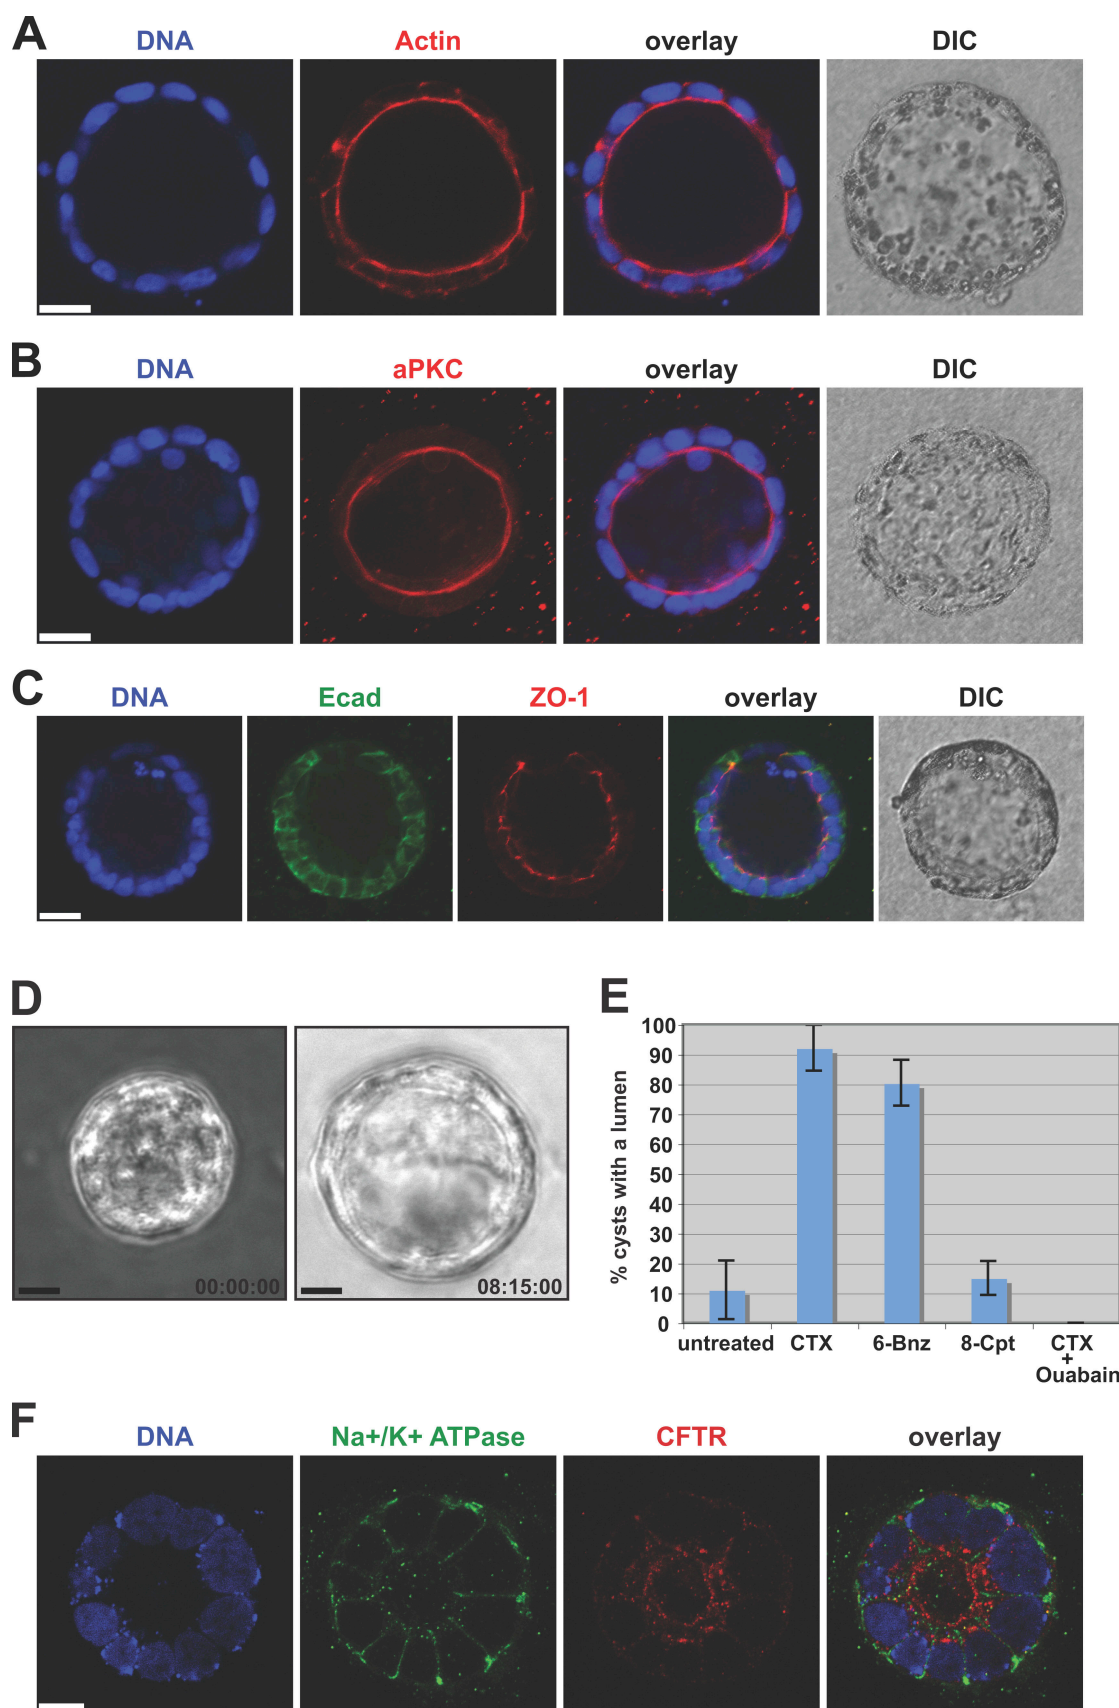 A
DNA Actin overlay DIC
B
DNA aPKC overlay DIC
C
DNA Ecad ZO-1 overlay DIC
D
00:00:00 08:15:00
E
% cysts with a lumen
100
90
80
70
60
50
40
30
20
10
0
untreated CTX 6-Bnz 8-Cpt CTX
+
Ouabain
F
DNA Na+/K+ ATPase CFTR overlay